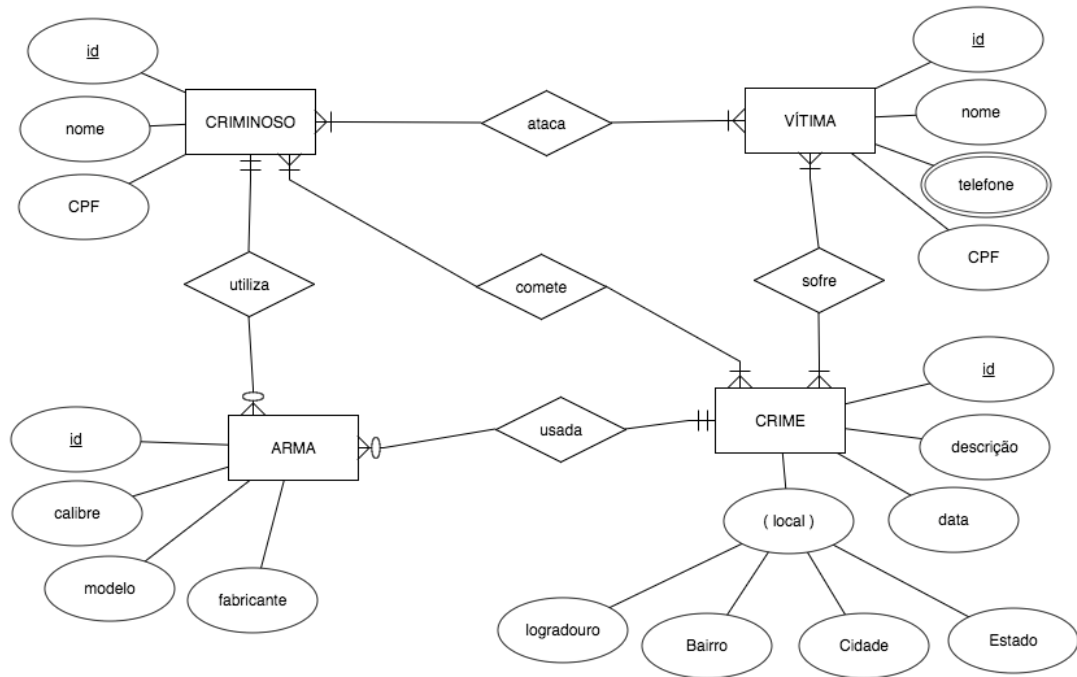 id
id
nome
CRIMINOSO
ataca
VÍTIMA
nome
telefone
CPF
CPF
utiliza
comete
sofre
id
id
ARMA
usada
CRIME
descrição
calibre
( local )
data
modelo
fabricante
logradouro
Bairro
Cidade
Estado